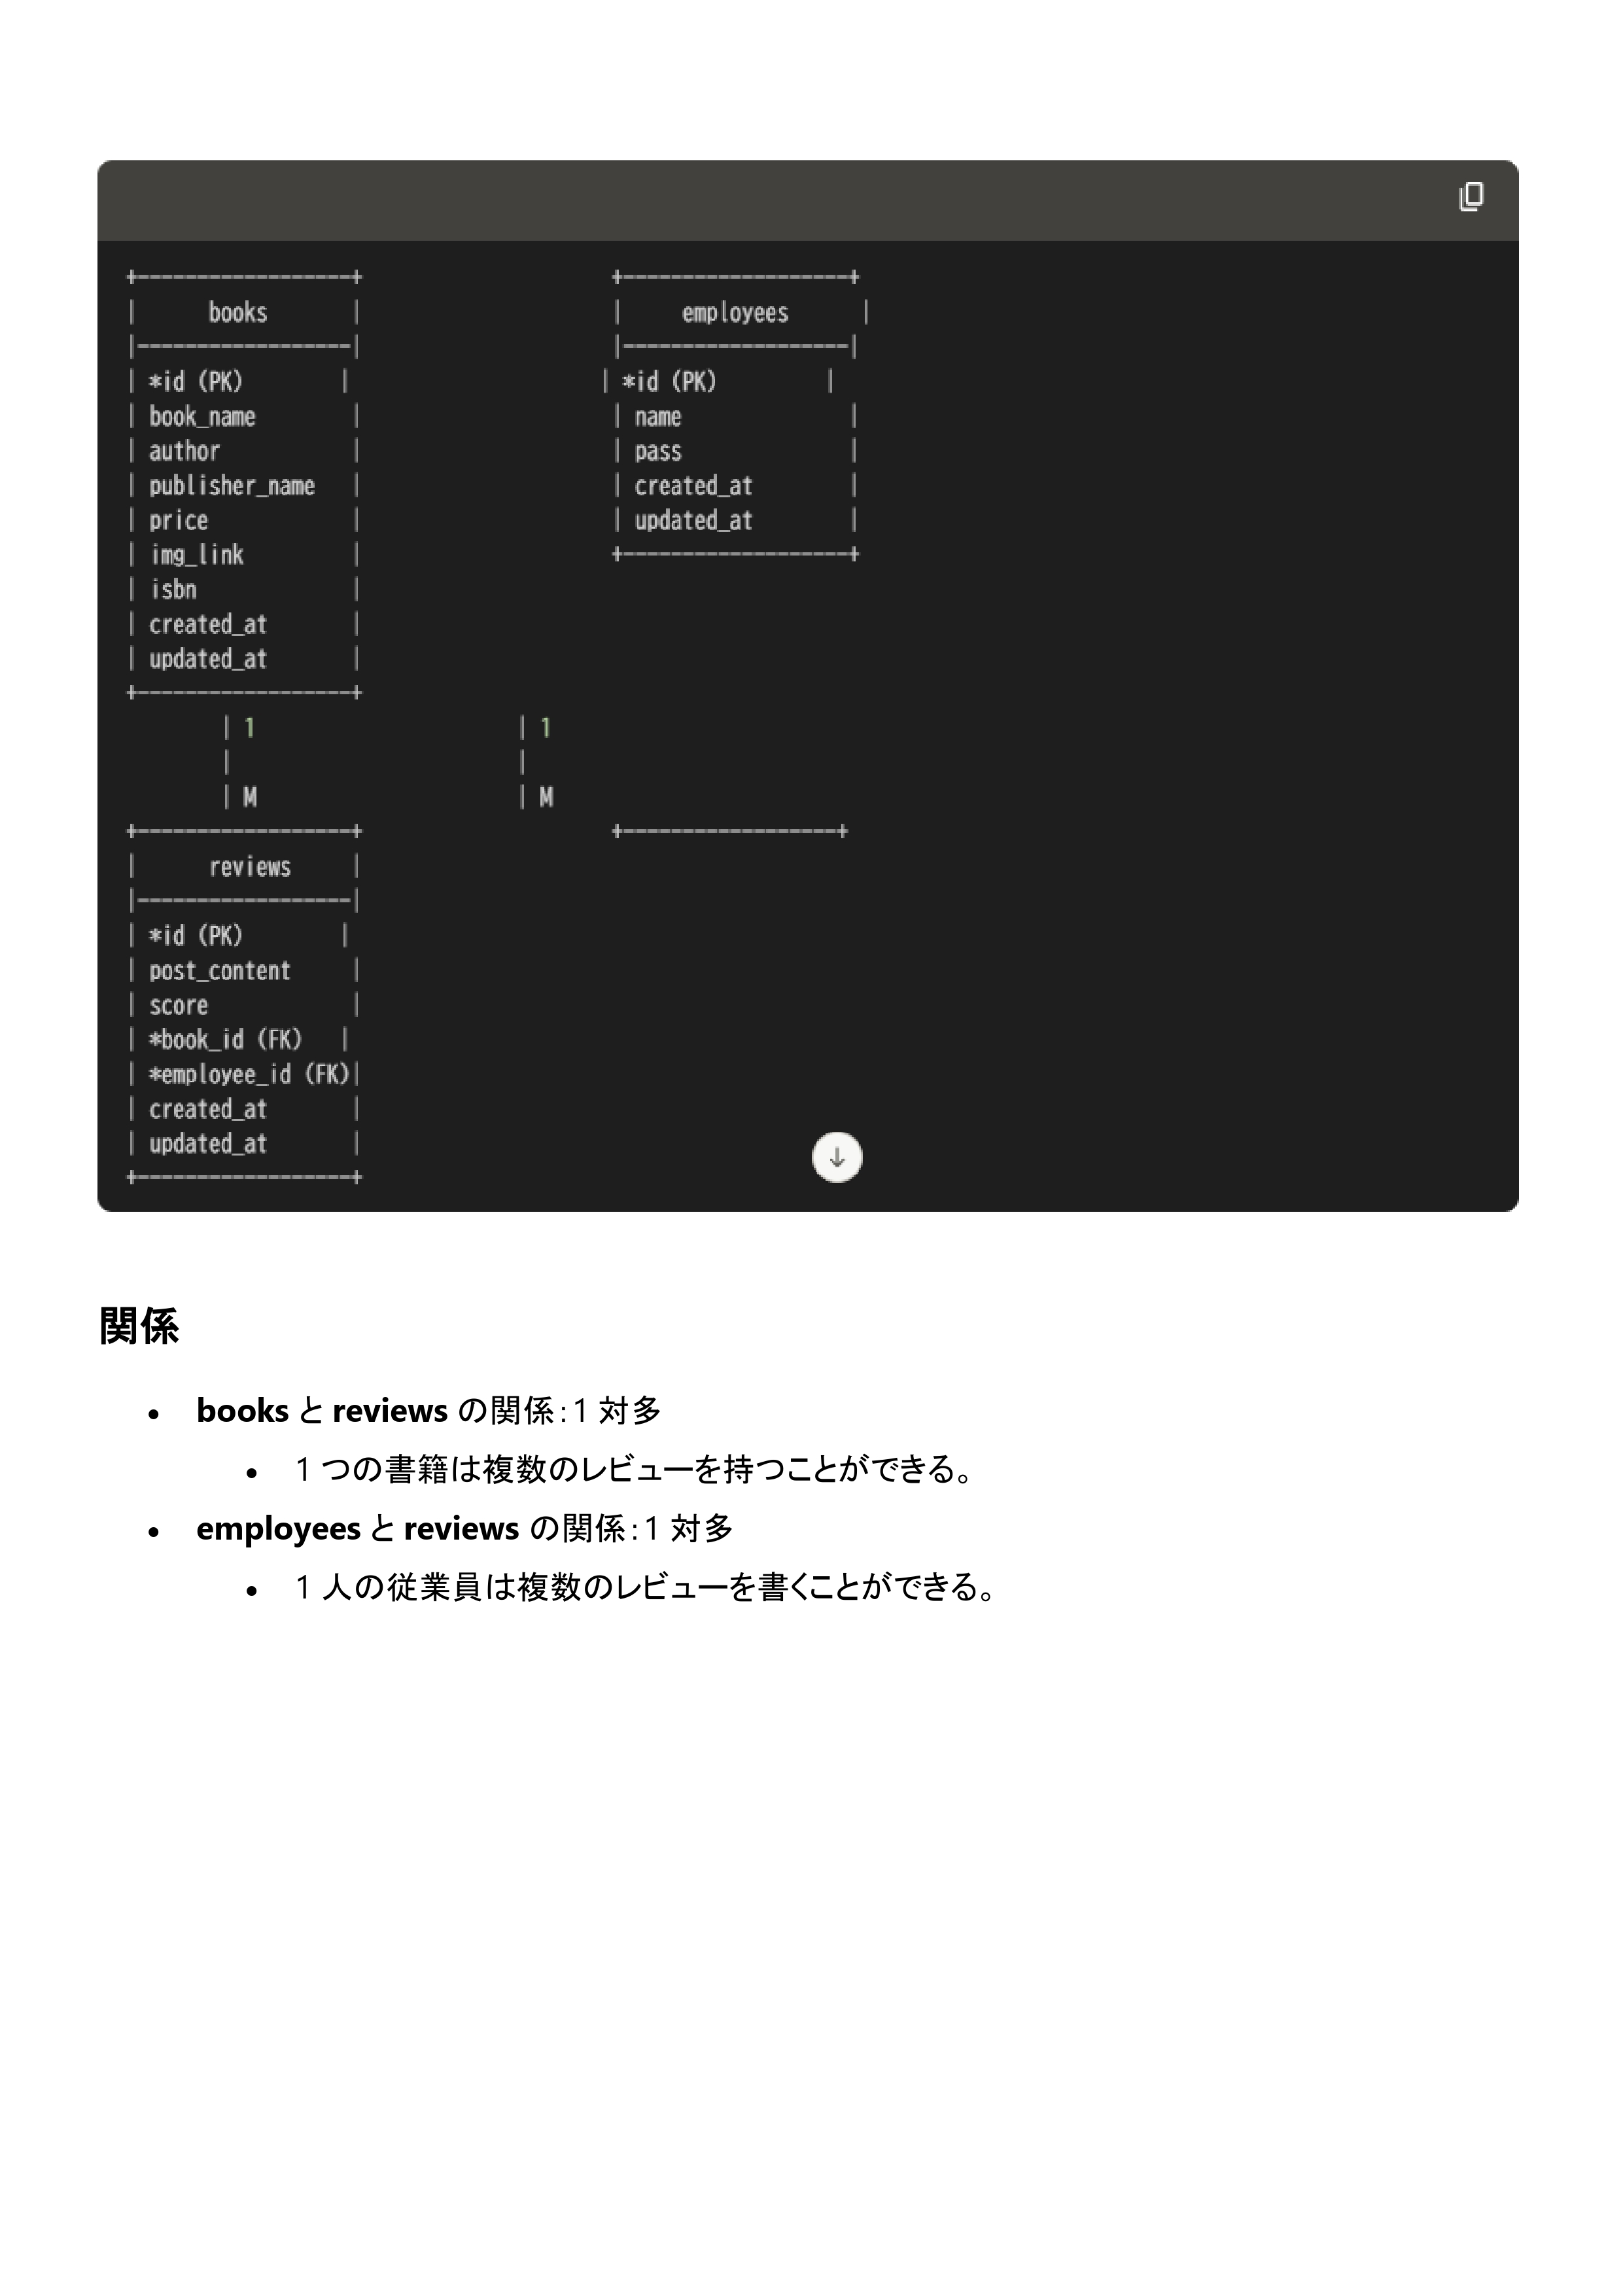 +------------------+                     +-------------------+
|      books       |                     |     employees      |
|------------------|                     |-------------------|
| *id (PK)        |                    | *id (PK)         |
| book_name        |                     | name              |
| author           |                     | pass              |
| publisher_name   |                     | created_at        |
| price            |                     | updated_at        |
| img_link         |                     +-------------------+
| isbn             |
| created_at       |
| updated_at       |
+------------------+
        | 1                      | 1
        |                        |
        | M                      | M
+------------------+                     +------------------+
|      reviews     |
|------------------|
| *id (PK)        |
| post_content     |
| score            |
| *book_id (FK)   |
| *employee_id (FK)|
| created_at       |
| updated_at       |
+------------------+
関係
• books と reviews の関係：1 対多
• 1 つの書籍は複数のレビューを持つことができる。
• employees と reviews の関係：1 対多
• 1 人の従業員は複数のレビューを書くことができる。